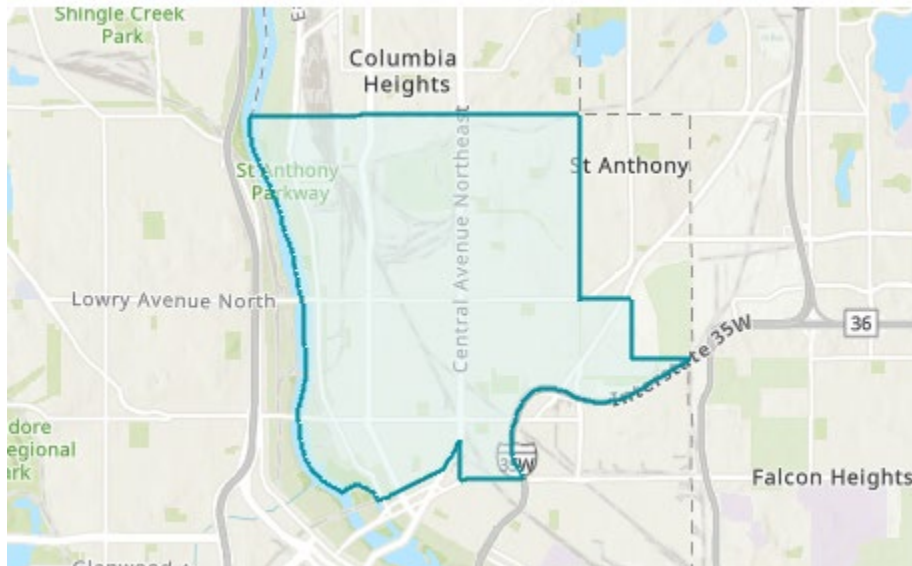 Shingle Creek
Park
Columbia
Heights
St Anthony
Parkway
St Anthony
Central Avenue Northeast
Lowry Avenue North
Interstate 35W
36
35W
dore
egional
ark
Falcon Heights